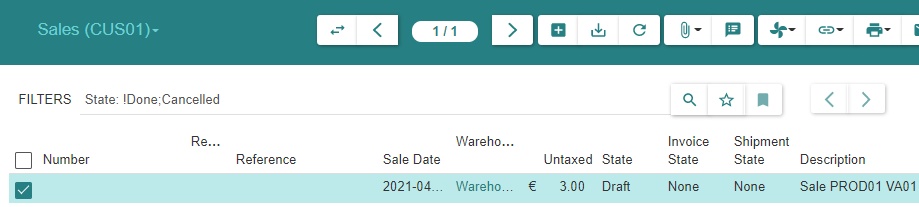 Sales (CUS01)
1 / 1
FILTERS State: !Done;Cancelled
Number Re... Reference Sale Date Wareho... Untaxed State Invoice State Shipment State Description
2021-04... Wareho... € 3.00 Draft None None Sale PROD01 VA01